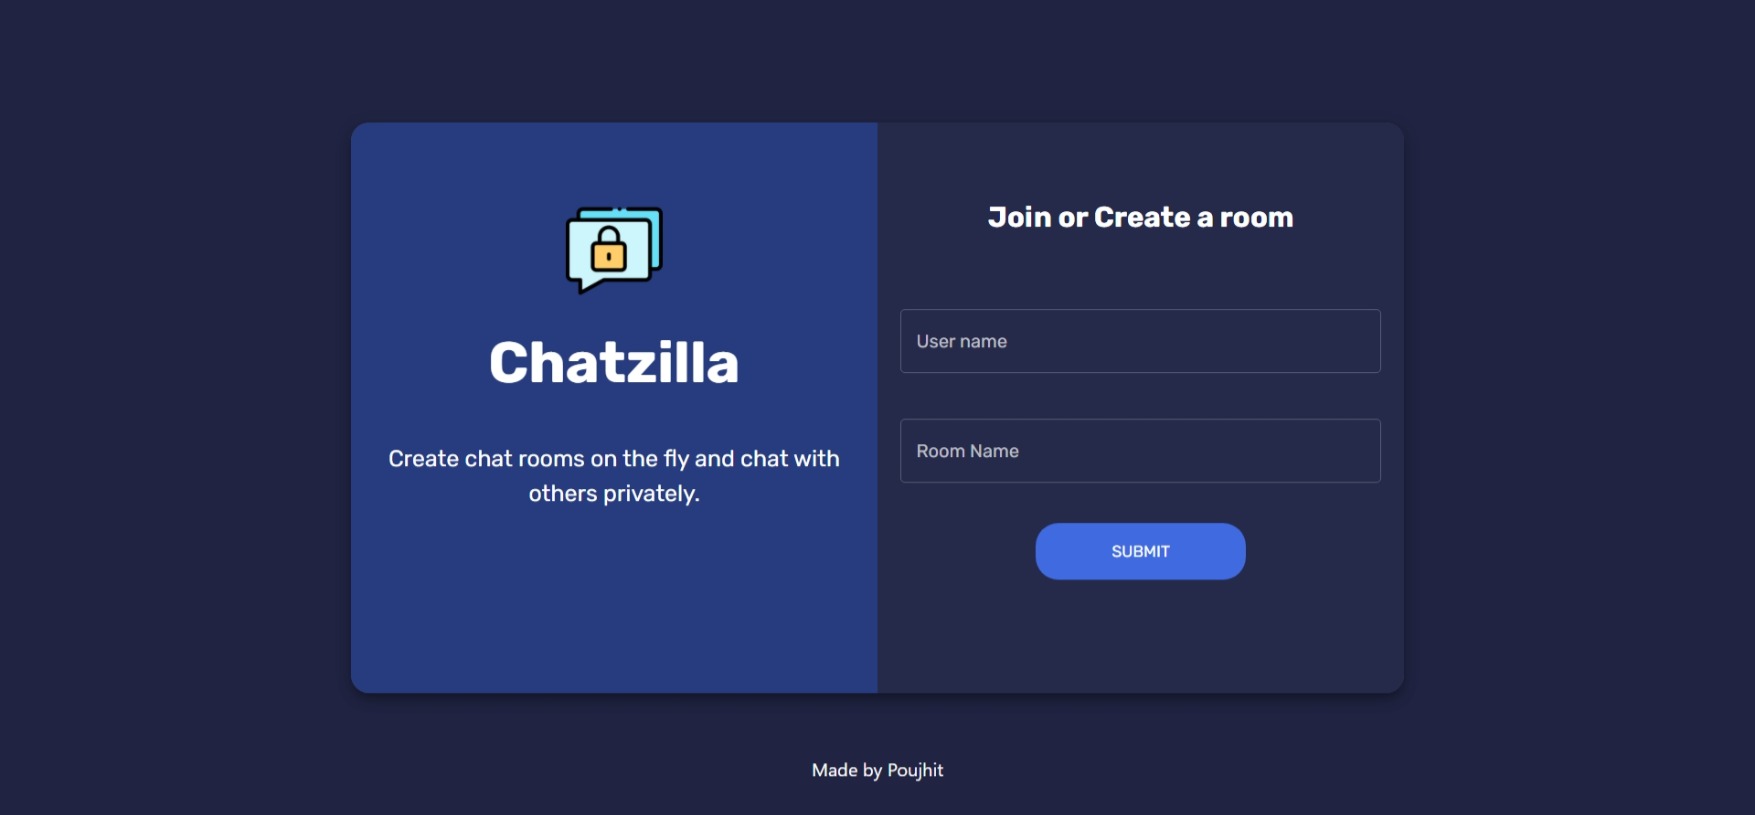 Chatzilla
Create chat rooms on the fly and chat with
others privately.
Join or Create a room
User name
Room Name
SUBMIT
Made by Poujhit